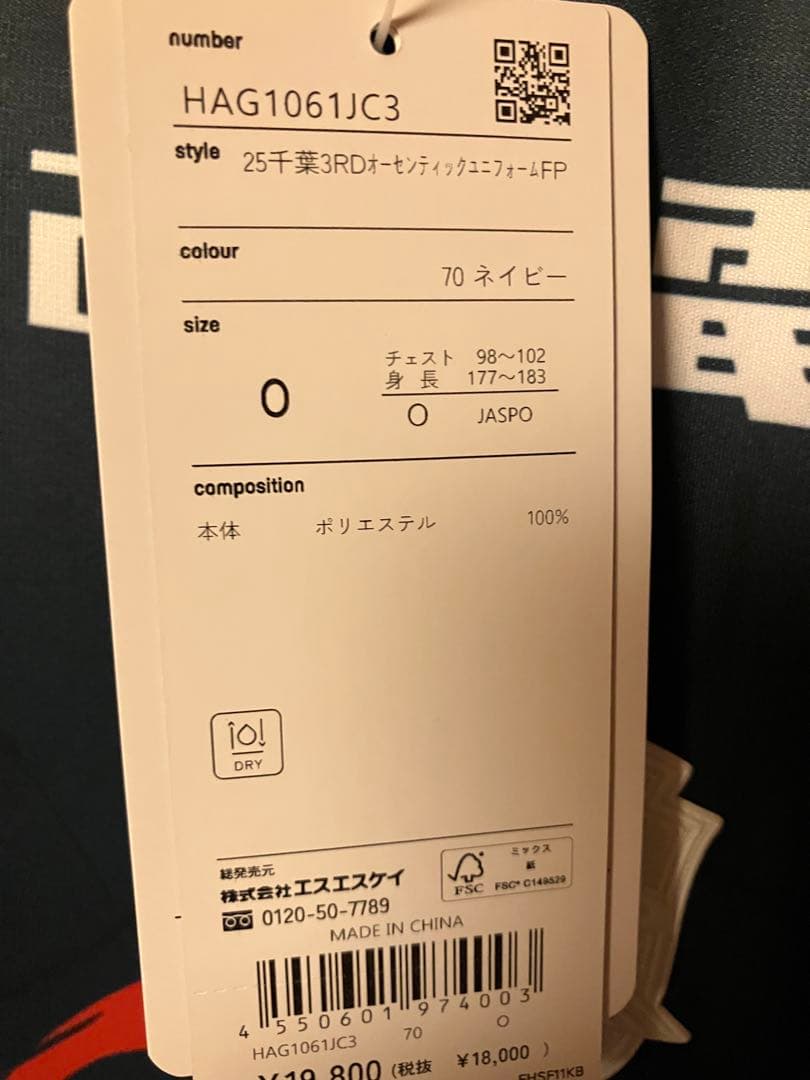 number
HAG1061JC3
style 25千葉3RDｵｰｾﾝﾃｨｯｸﾕﾆﾌｫｰﾑFP
colour
70 ネイビー
size
O
チェスト 98〜102
身 長 177〜183
O JASPO
composition
本体 ポリエステル 100%
DRY
総発売元
株式会社エスエスケイ
0120-50-7789
MADE IN CHINA
FSC
ミックス
紙
FSC® C149529
4 550601 974003
HAG1061JC3 70 O
¥19,800 (税抜 ¥18,000 )
FHSF11KB